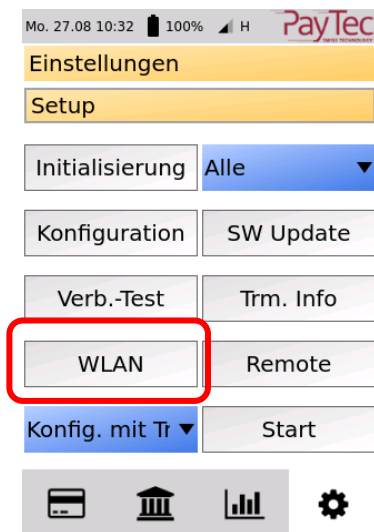 Mo. 27.08 10:32 100% H PayTec
SWISS TECHNOLOGY
Einstellungen
Setup
Initialisierung Alle
Konfiguration SW Update
Verb.-Test Trm. Info
WLAN Remote
Konfig. mit Tr Start